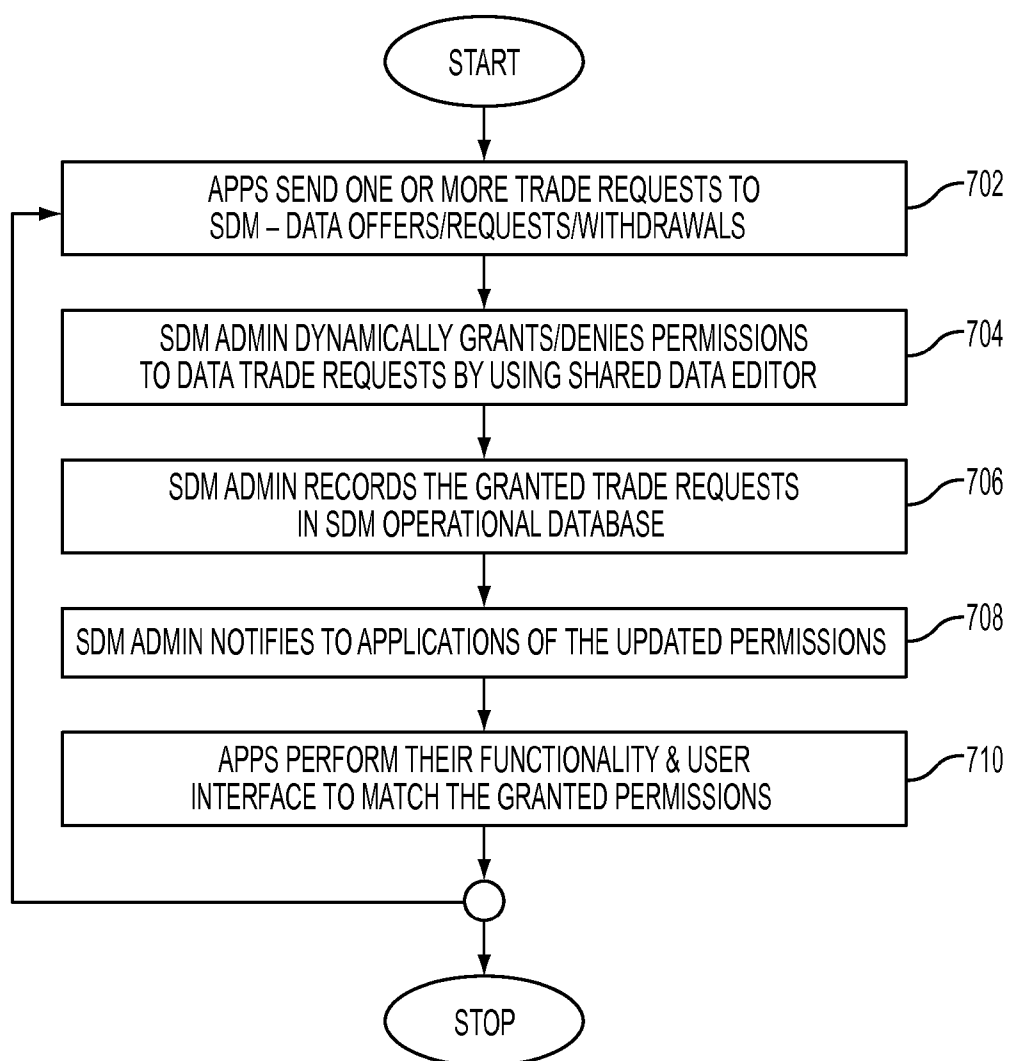 START
APPS SEND ONE OR MORE TRADE REQUESTS TO
SDM – DATA OFFERS/REQUESTS/WITHDRAWALS
702
SDM ADMIN DYNAMICALLY GRANTS/DENIES PERMISSIONS
TO DATA TRADE REQUESTS BY USING SHARED DATA EDITOR
704
SDM ADMIN RECORDS THE GRANTED TRADE REQUESTS
IN SDM OPERATIONAL DATABASE
706
SDM ADMIN NOTIFIES TO APPLICATIONS OF THE UPDATED PERMISSIONS
708
APPS PERFORM THEIR FUNCTIONALITY & USER
INTERFACE TO MATCH THE GRANTED PERMISSIONS
710
STOP